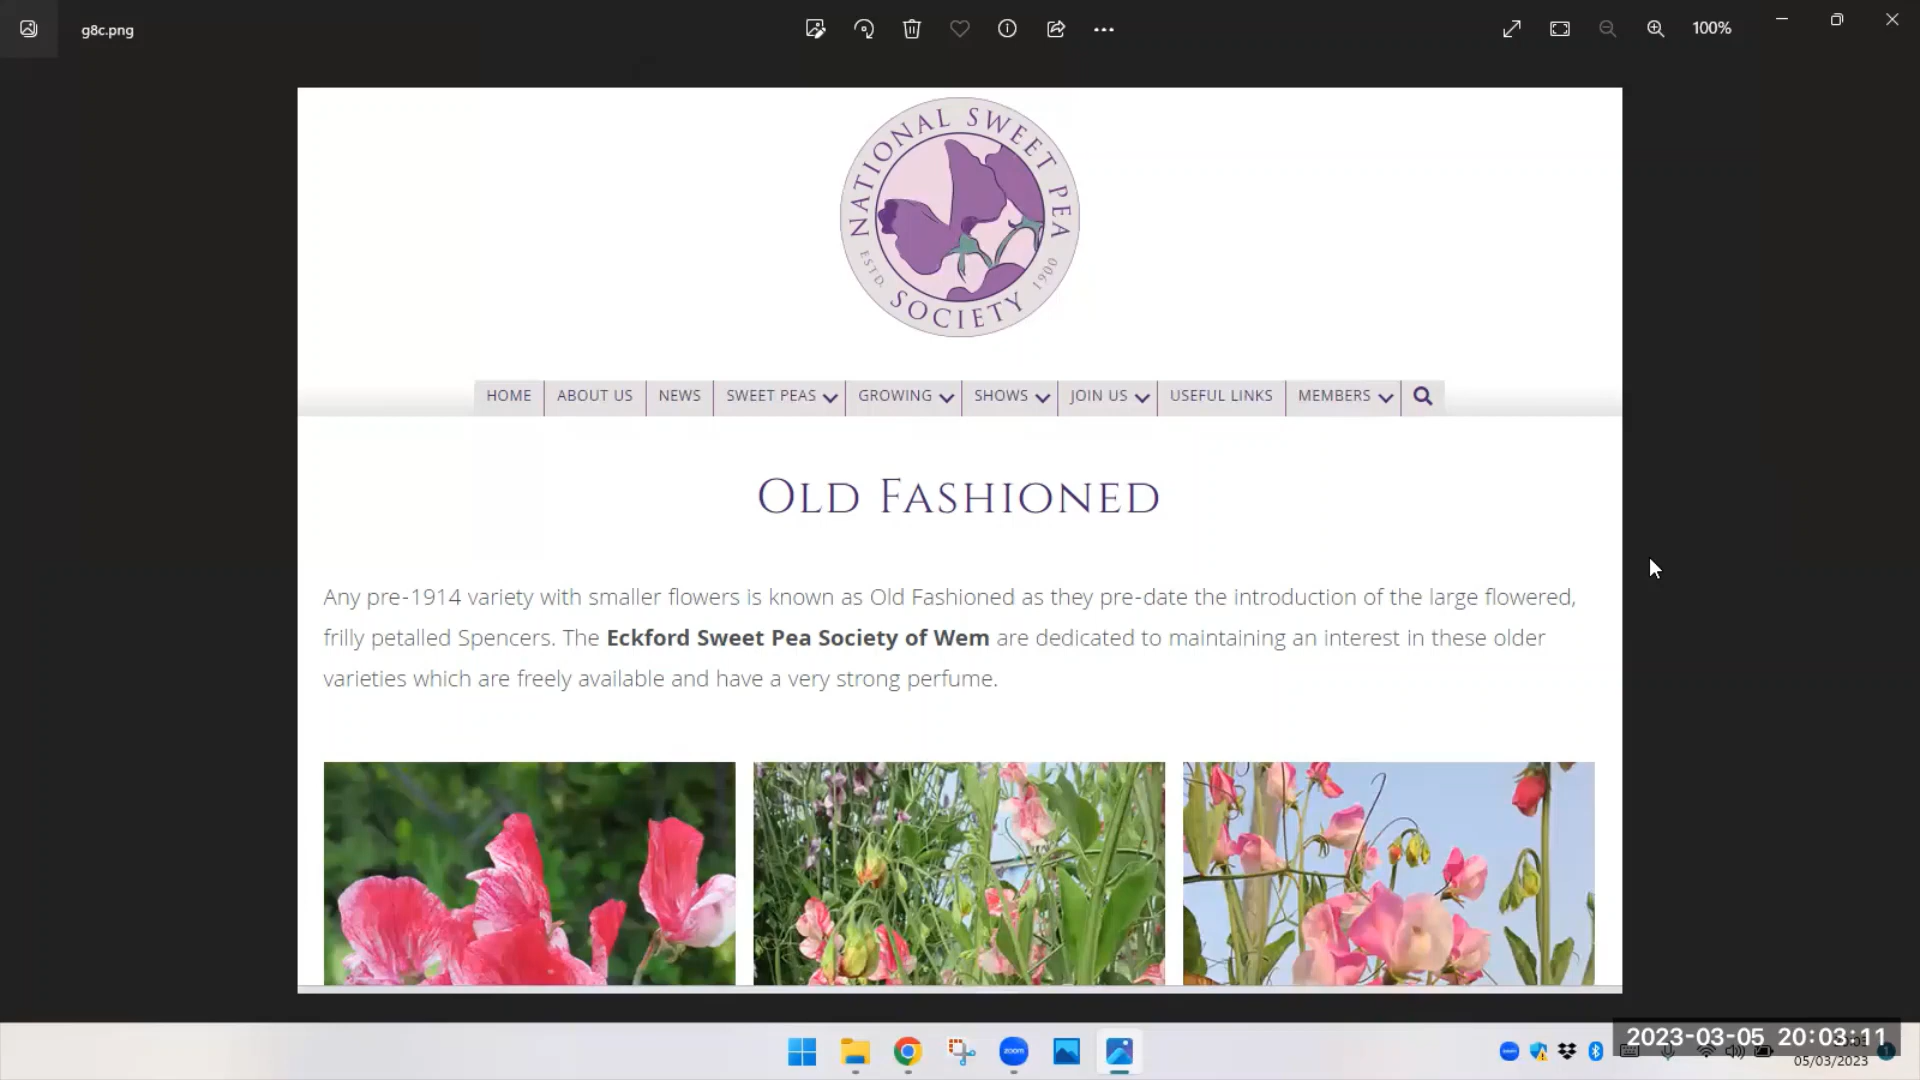 g8c.png
100%
NATIONAL SWEET PEA
SOCIETY
ESTD. 1900
HOME ABOUT US NEWS SWEET PEAS GROWING SHOWS JOIN US USEFUL LINKS MEMBERS
OLD FASHIONED
Any pre-1914 variety with smaller flowers is known as Old Fashioned as they pre-date the introduction of the large flowered,
frilly petalled Spencers. The Eckford Sweet Pea Society of Wem are dedicated to maintaining an interest in these older
varieties which are freely available and have a very strong perfume.
zoom
2023-03-05 20:03:11
05/03/2023
1